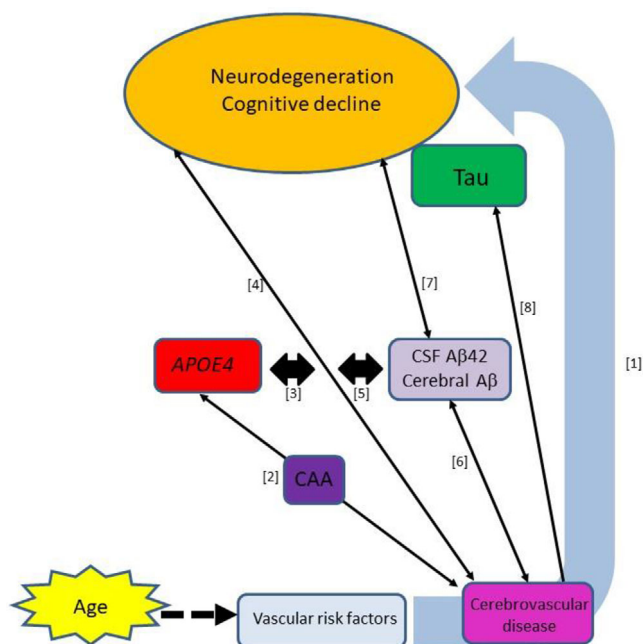 Neurodegeneration
Cognitive decline
Tau
[4]
[7]
[8]
[1]
APOE4
[3]
[5]
CSF Aβ42
Cerebral Aβ
[2]
CAA
[6]
Age
Vascular risk factors
Cerebrovascular
disease